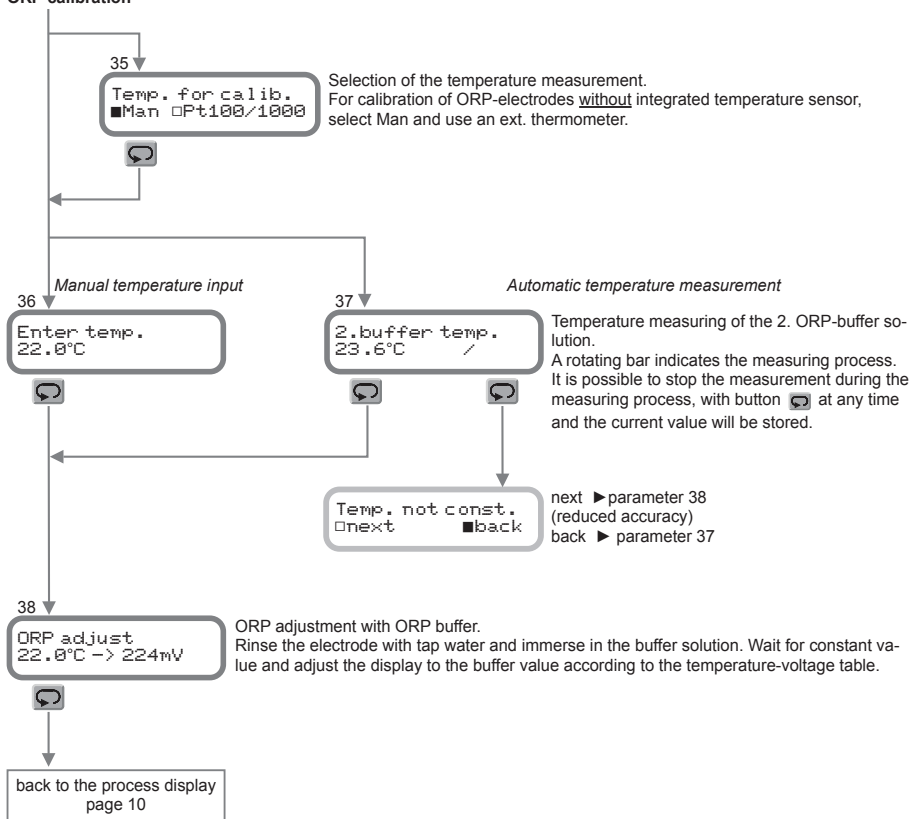 ORP calibration
35
Temp. for calib.
■Man □Pt100/1000
Selection of the temperature measurement.
For calibration of ORP-electrodes without integrated temperature sensor,
select Man and use an ext. thermometer.
Manual temperature input
Automatic temperature measurement
36
Enter temp.
22.0°C
37
2.buffer temp.
23.6°C /
Temperature measuring of the 2. ORP-buffer so-
lution.
A rotating bar indicates the measuring process.
It is possible to stop the measurement during the
measuring process, with button at any time
and the current value will be stored.
Temp. not const.
□next ■back
next ►parameter 38
(reduced accuracy)
back ► parameter 37
38
ORP adjust
22.0°C -> 224mV
ORP adjustment with ORP buffer.
Rinse the electrode with tap water and immerse in the buffer solution. Wait for constant va-
lue and adjust the display to the buffer value according to the temperature-voltage table.
back to the process display
page 10